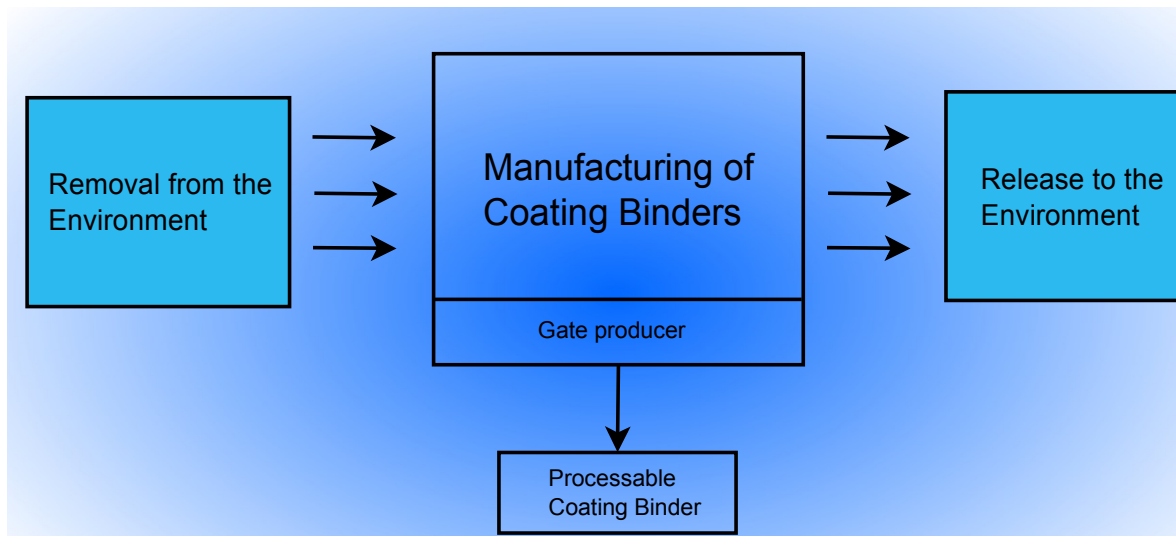 Removal from the
Environment
Manufacturing of
Coating Binders
Release to the
Environment
Gate producer
Processable
Coating Binder